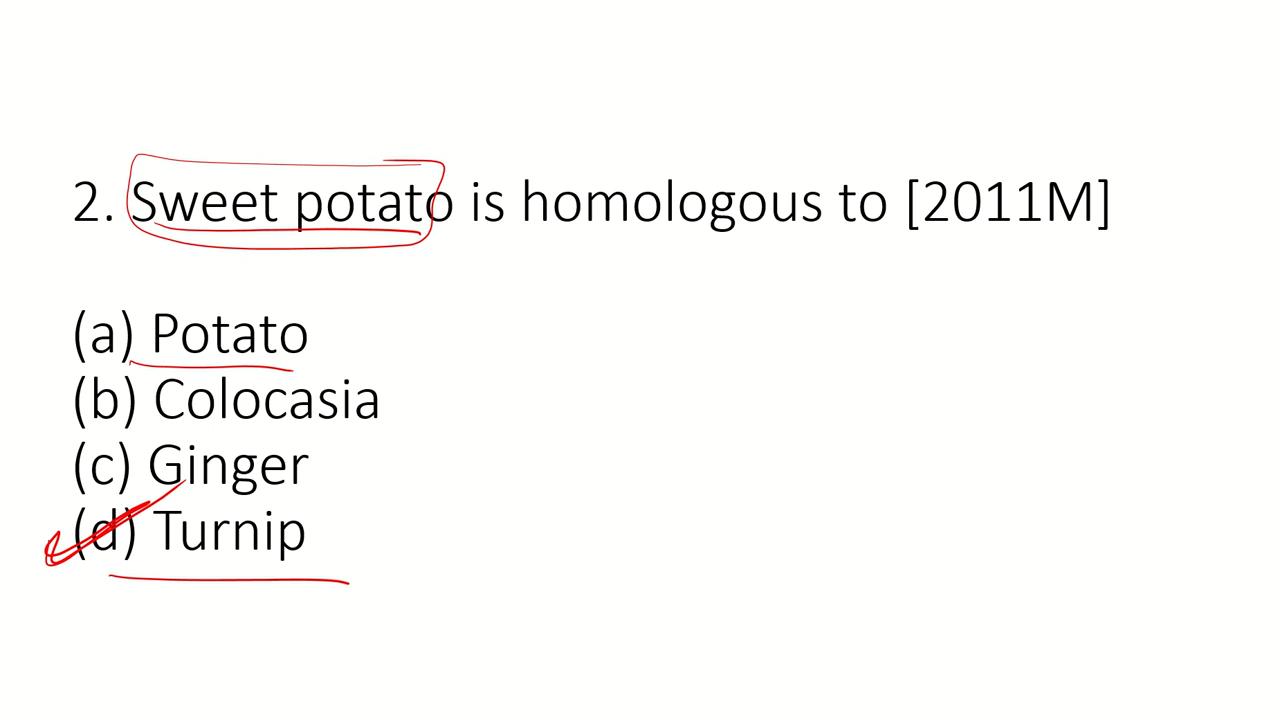 2. Sweet potato is homologous to [2011M]
(a) Potato
(b) Colocasia
(c) Ginger
(d) Turnip